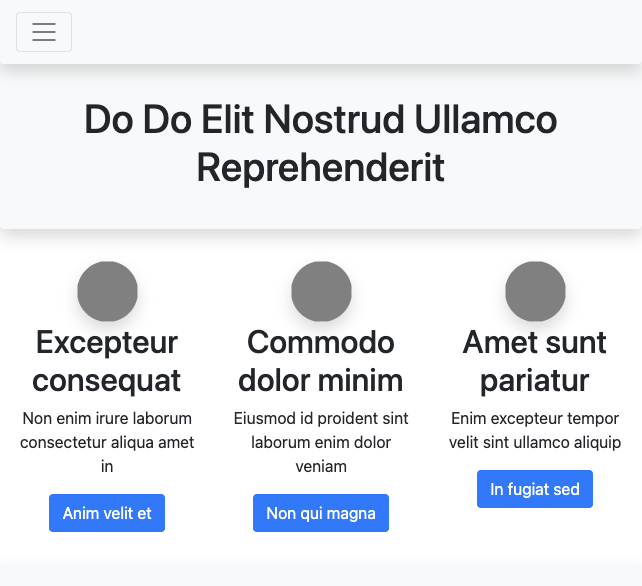 Do Do Elit Nostrud Ullamco
Reprehenderit
Excepteur
consequat
Non enim irure laborum
consectetur aliqua amet
in
Anim velit et
Commodo
dolor minim
Eiusmod id proident sint
laborum enim dolor
veniam
Non qui magna
Amet sunt
pariatur
Enim excepteur tempor
velit sint ullamco aliquip
In fugiat sed